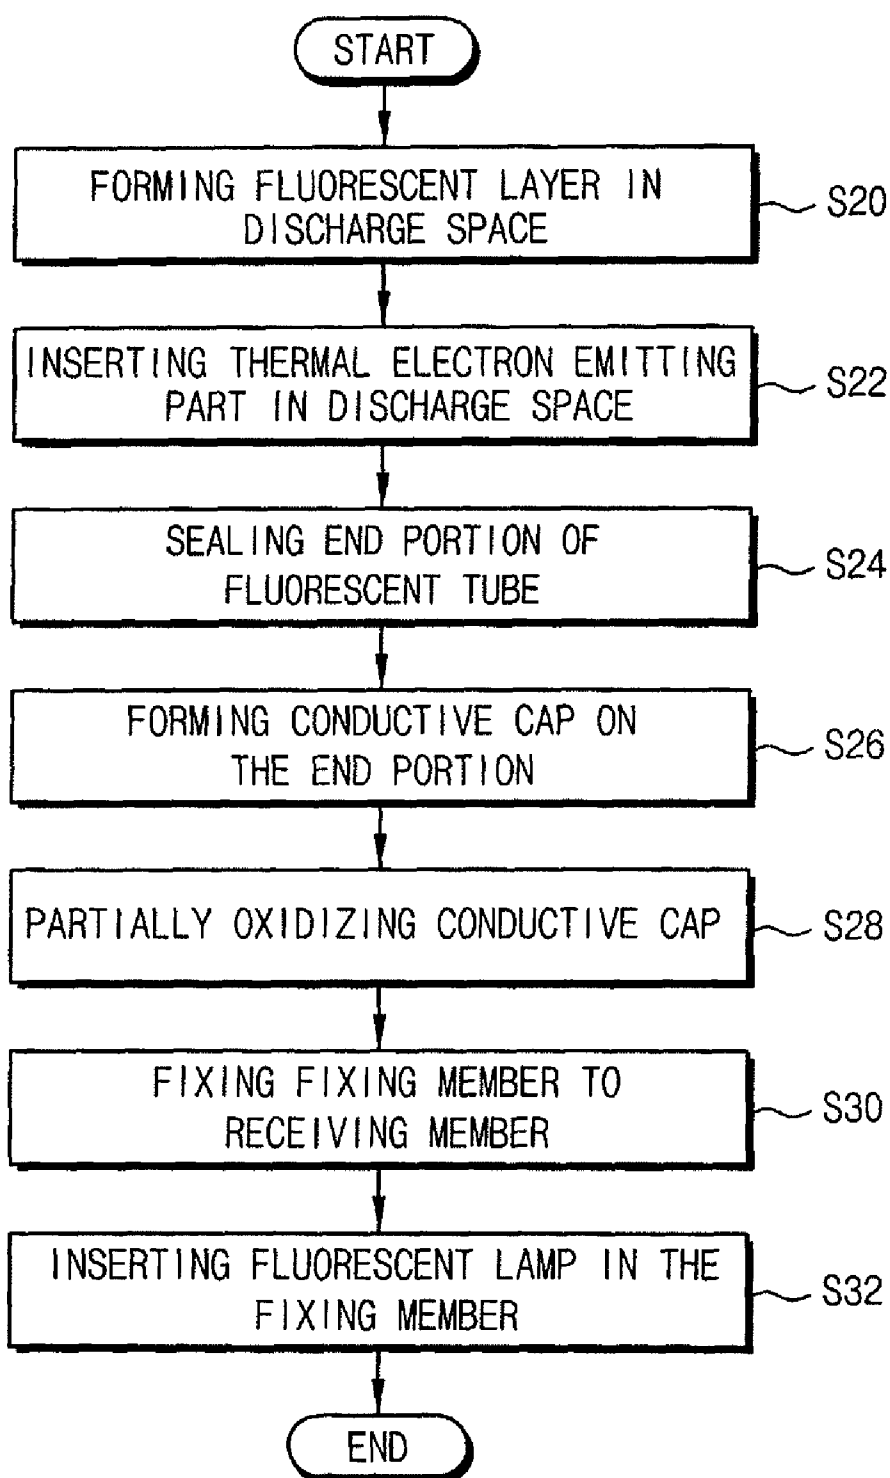 START
FORMING FLUORESCENT LAYER IN
DISCHARGE SPACE
S20
INSERTING THERMAL ELECTRON EMITTING
PART IN DISCHARGE SPACE
S22
SEALING END PORTION OF
FLUORESCENT TUBE
S24
FORMING CONDUCTIVE CAP ON
THE END PORTION
S26
PARTIALLY OXIDIZING CONDUCTIVE CAP
S28
FIXING FIXING MEMBER TO
RECEIVING MEMBER
S30
INSERTING FLUORESCENT LAMP IN THE
FIXING MEMBER
S32
END